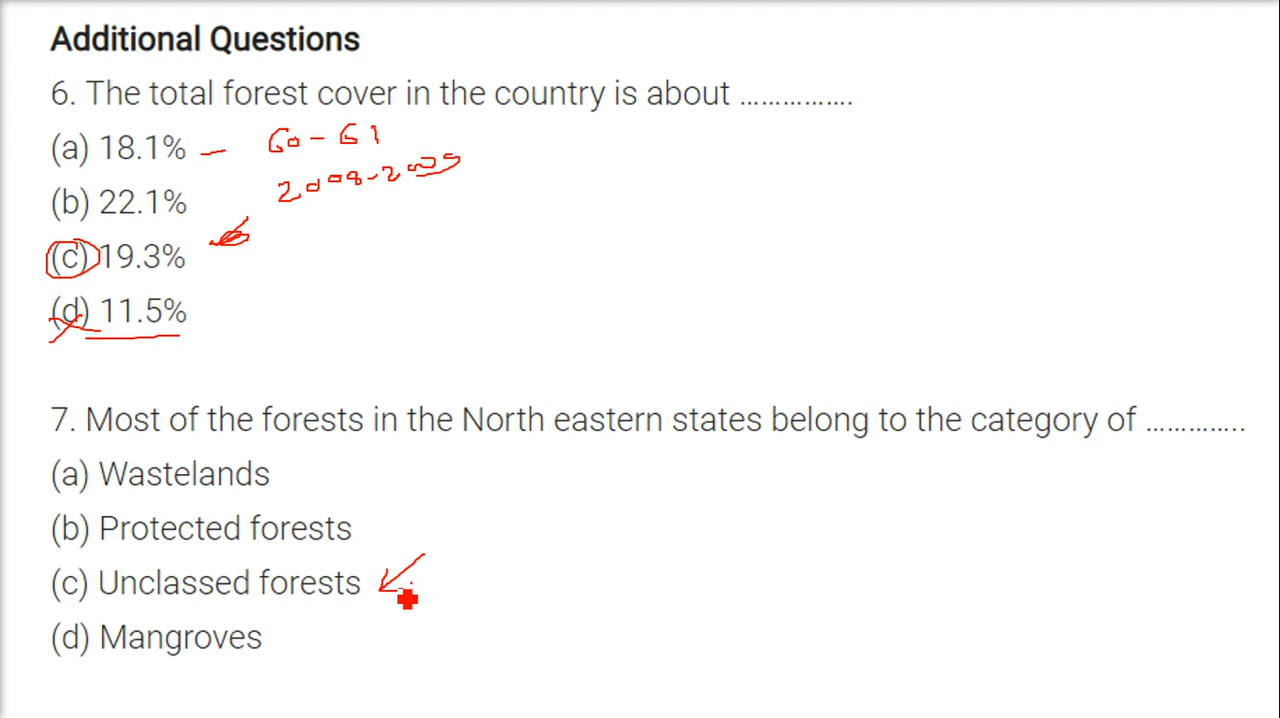 Additional Questions
6. The total forest cover in the country is about …………….
(a) 18.1% – 60-61
2008-2009
(b) 22.1%
(c) 19.3%
(d) 11.5%
7. Most of the forests in the North eastern states belong to the category of …………..
(a) Wastelands
(b) Protected forests
(c) Unclassed forests
(d) Mangroves